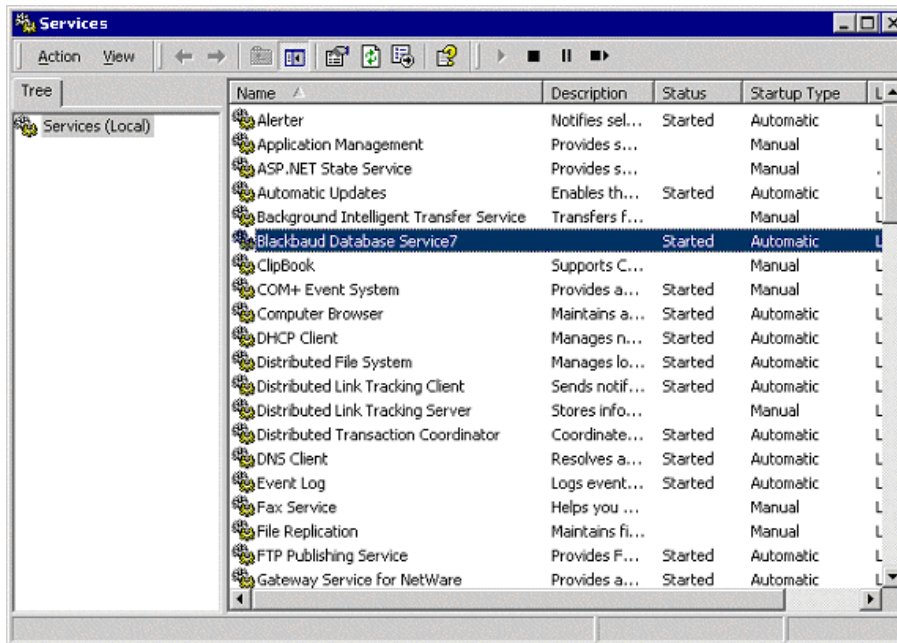 Services
Action View
Tree
Services (Local)
Name Description Status Startup Type L
Alerter Notifies sel... Started Automatic L
Application Management Provides s... Manual L
ASP.NET State Service Provides s... Manual .
Automatic Updates Enables th... Started Automatic L
Background Intelligent Transfer Service Transfers f... Manual L
Blackbaud Database Service7 Started Automatic L
ClipBook Supports C... Manual L
COM+ Event System Provides a... Started Manual L
Computer Browser Maintains a... Started Automatic L
DHCP Client Manages n... Started Automatic L
Distributed File System Manages lo... Started Automatic L
Distributed Link Tracking Client Sends notif... Started Automatic L
Distributed Link Tracking Server Stores info... Manual L
Distributed Transaction Coordinator Coordinate... Started Automatic L
DNS Client Resolves a... Started Automatic L
Event Log Logs event... Started Automatic L
Fax Service Helps you ... Manual L
File Replication Maintains fi... Manual L
FTP Publishing Service Provides F... Started Automatic L
Gateway Service for NetWare Provides a... Started Automatic L